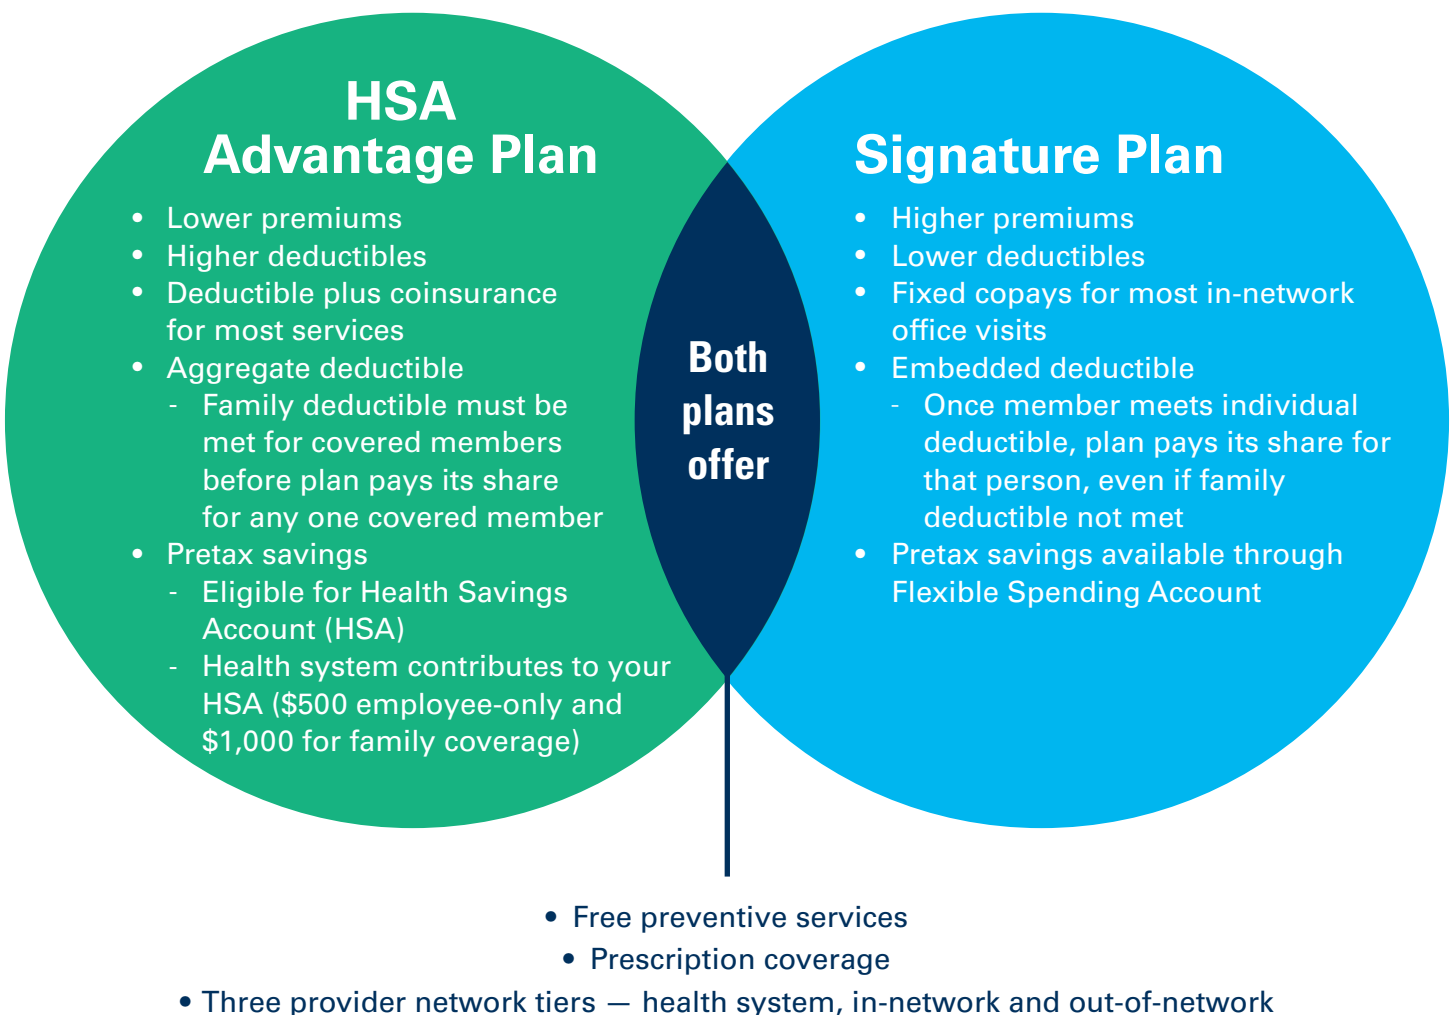 HSA
Advantage Plan
• Lower premiums
• Higher deductibles
• Deductible plus coinsurance
for most services
• Aggregate deductible
- Family deductible must be
met for covered members
before plan pays its share
for any one covered member
• Pretax savings
- Eligible for Health Savings
Account (HSA)
- Health system contributes to your
HSA ($500 employee-only and
$1,000 for family coverage)
Both
plans
offer
Signature Plan
• Higher premiums
• Lower deductibles
• Fixed copays for most in-network
office visits
• Embedded deductible
- Once member meets individual
deductible, plan pays its share for
that person, even if family
deductible not met
• Pretax savings available through
Flexible Spending Account
• Free preventive services
• Prescription coverage
• Three provider network tiers — health system, in-network and out-of-network